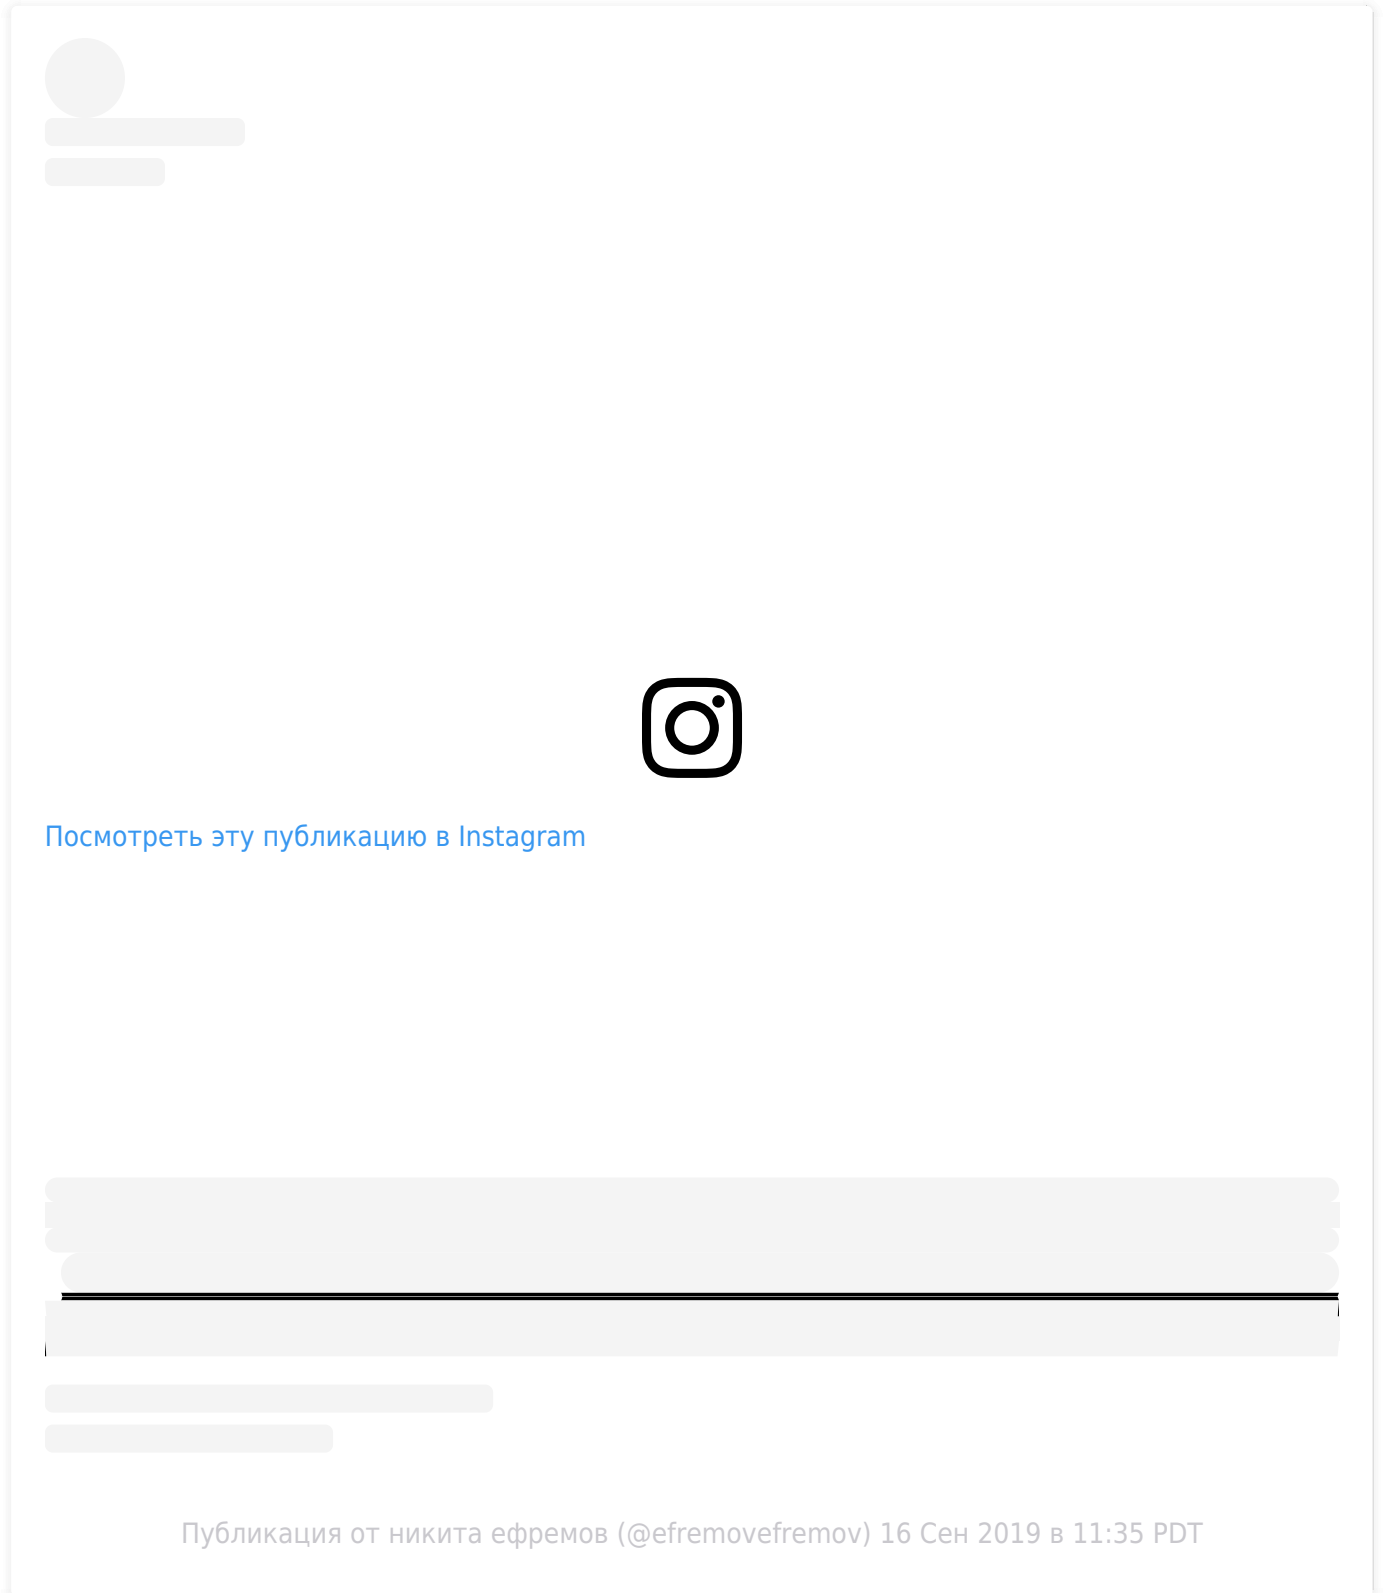 Посмотреть эту публикацию в Instagram
Публикация от никита ефремов (@efremovefremov) 16 Сен 2019 в 11:35 PDT